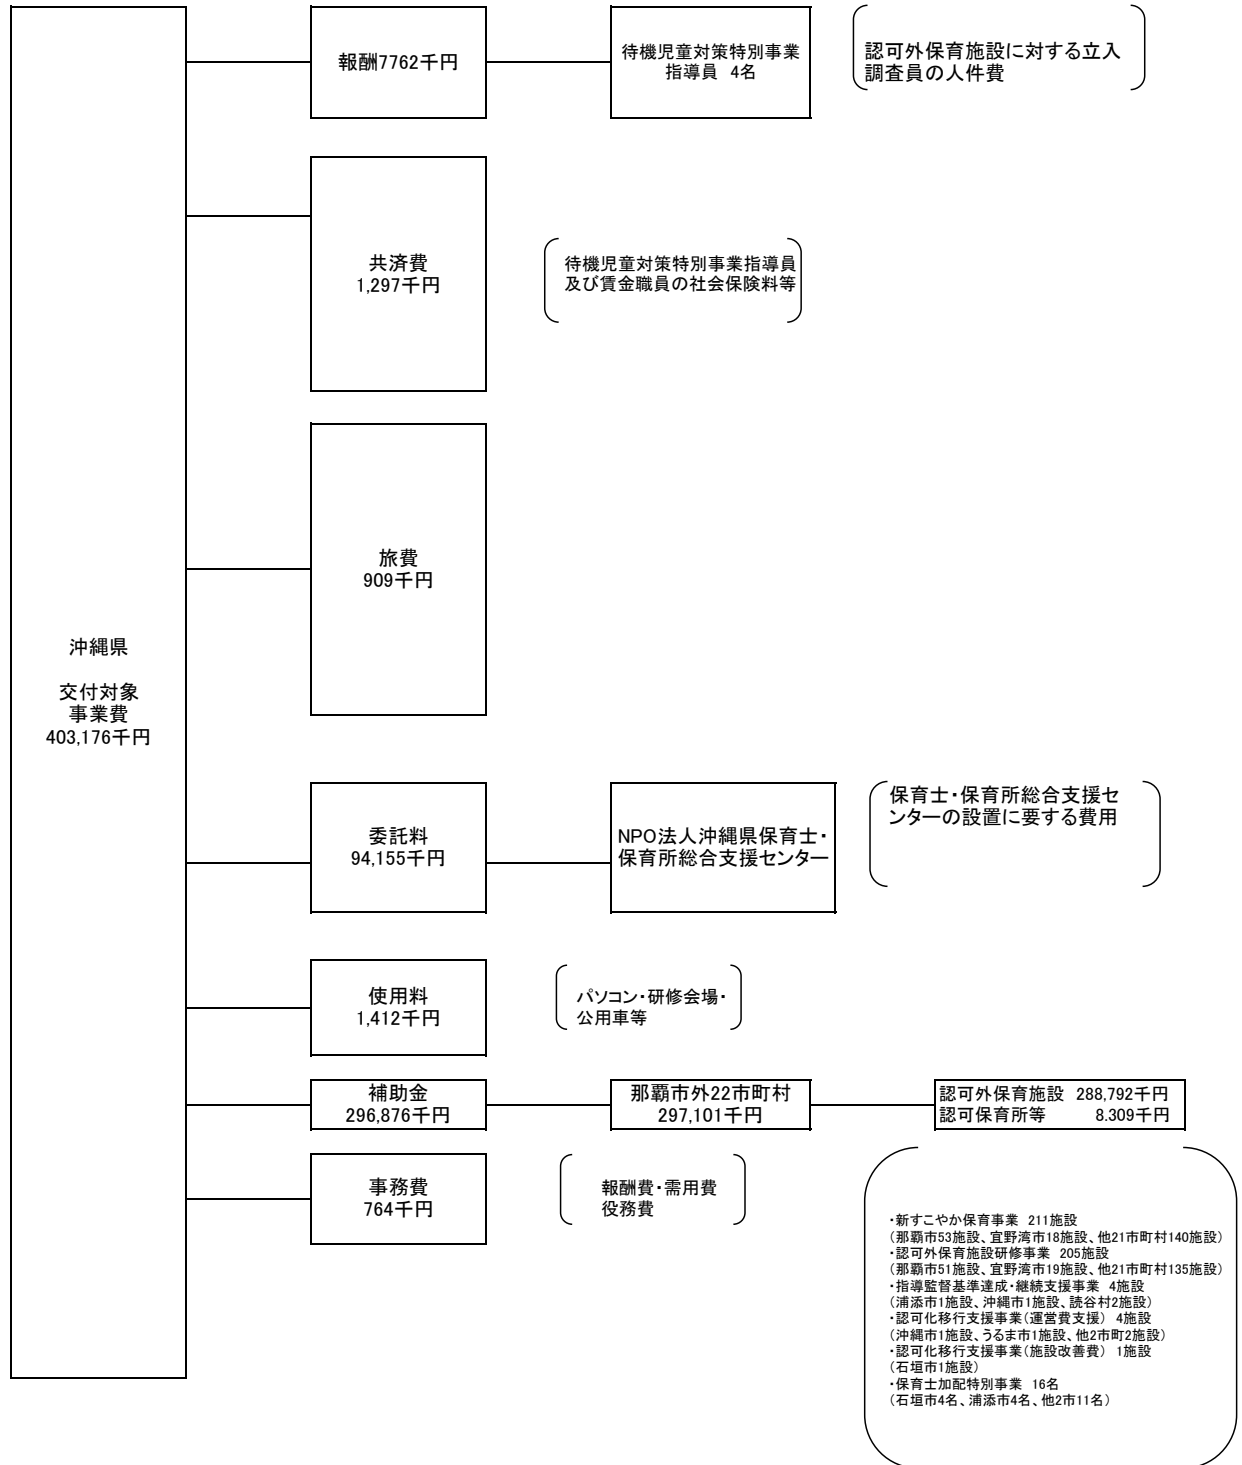 沖縄県
交付対象
事業費
403,176千円
報酬7762千円
待機児童対策特別事業
指導員 4名
認可外保育施設に対する立入
調査員の人件費
共済費
1,297千円
待機児童対策特別事業指導員
及び賃金職員の社会保険料等
旅費
909千円
委託料
94,155千円
NPO法人沖縄県保育士・
保育所総合支援センター
保育士・保育所総合支援セ
ンターの設置に要する費用
使用料
1,412千円
パソコン・研修会場・
公用車等
補助金
296,876千円
那覇市外22市町村
297,101千円
認可外保育施設 288,792千円
認可保育所等 8.309千円
事務費
764千円
報酬費・需用費
役務費
・新すこやか保育事業 211施設
(那覇市53施設、宜野湾市18施設、他21市町村140施設)
・認可外保育施設研修事業 205施設
(那覇市51施設、宜野湾市19施設、他21市町村135施設)
・指導監督基準達成・継続支援事業 4施設
(浦添市1施設、沖縄市1施設、読谷村2施設)
・認可化移行支援事業(運営費支援) 4施設
(沖縄市1施設、うるま市1施設、他2市町2施設)
・認可化移行支援事業(施設改善費) 1施設
(石垣市1施設)
・保育士加配特別事業 16名
(石垣市4名、浦添市4名、他2市11名)